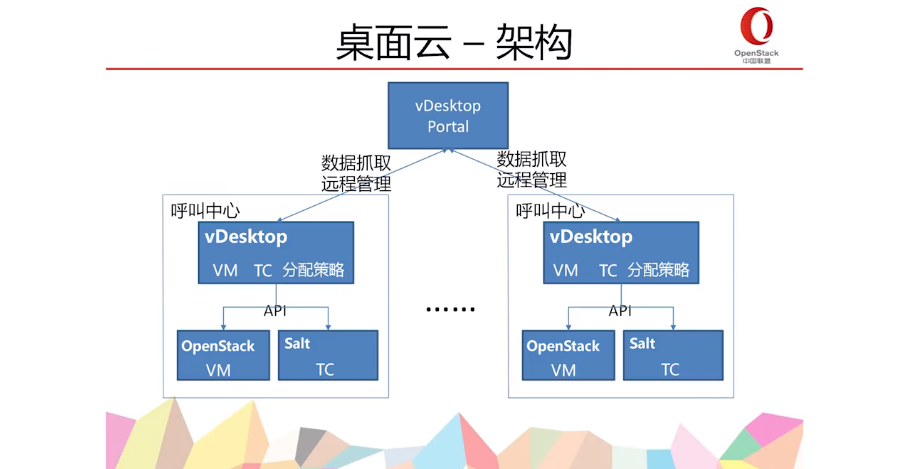 桌面云 – 架构
OpenStack
中国联盟
vDesktop
Portal
数据抓取
远程管理
数据抓取
远程管理
呼叫中心
vDesktop
VM TC 分配策略
API
OpenStack
VM
Salt
TC
……
呼叫中心
vDesktop
VM TC 分配策略
API
OpenStack
VM
Salt
TC